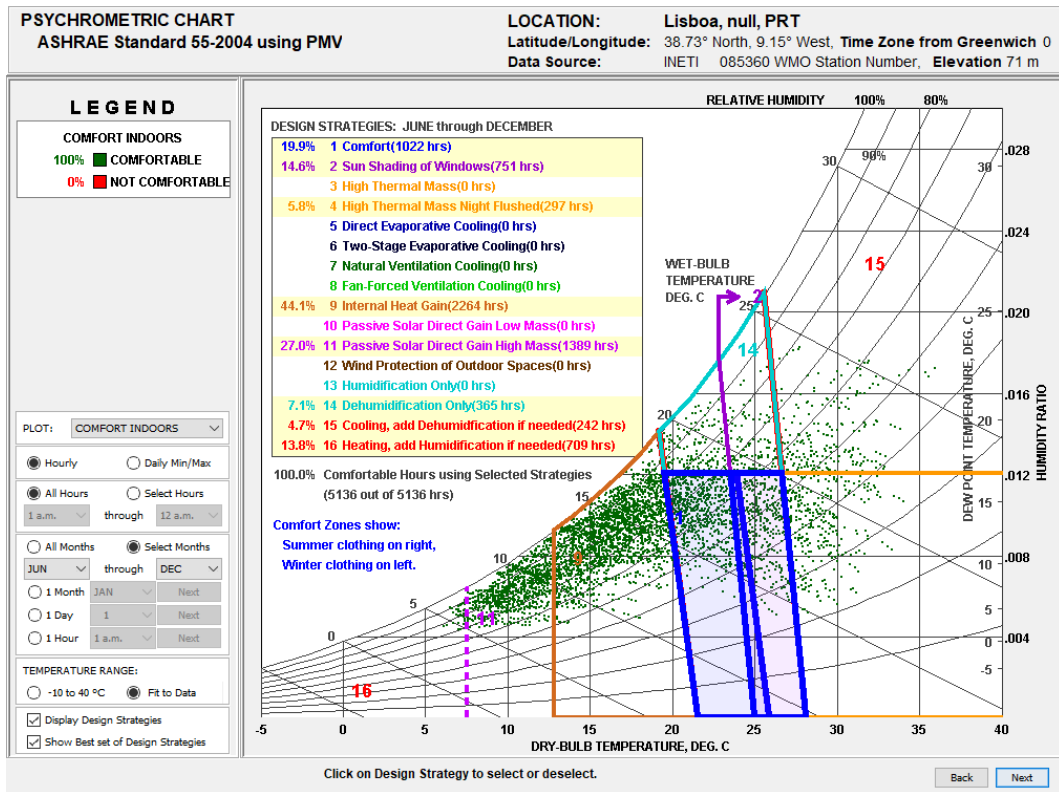 PSYCHROMETRIC CHART
ASHRAE Standard 55-2004 using PMV
LOCATION: Lisboa, null, PRT
Latitude/Longitude: 38.73° North, 9.15° West, Time Zone from Greenwich 0
Data Source: INETI 085360 WMO Station Number, Elevation 71 m
LEGEND
COMFORT INDOORS
100% COMFORTABLE
0% NOT COMFORTABLE
PLOT: COMFORT INDOORS
Hourly Daily Min/Max
All Hours Select Hours
1 a.m. through 12 a.m.
All Months Select Months
JUN through DEC
1 Month JAN Next
1 Day 1 Next
1 Hour 1 a.m. Next
TEMPERATURE RANGE:
-10 to 40 °C Fit to Data
Display Design Strategies
Show Best set of Design Strategies
RELATIVE HUMIDITY 100% 80%
DESIGN STRATEGIES: JUNE through DECEMBER
19.9% 1 Comfort(1022 hrs)
14.6% 2 Sun Shading of Windows(751 hrs)
3 High Thermal Mass(0 hrs)
5.8% 4 High Thermal Mass Night Flushed(297 hrs)
5 Direct Evaporative Cooling(0 hrs)
6 Two-Stage Evaporative Cooling(0 hrs)
7 Natural Ventilation Cooling(0 hrs)
8 Fan-Forced Ventilation Cooling(0 hrs)
44.1% 9 Internal Heat Gain(2264 hrs)
10 Passive Solar Direct Gain Low Mass(0 hrs)
27.0% 11 Passive Solar Direct Gain High Mass(1389 hrs)
12 Wind Protection of Outdoor Spaces(0 hrs)
13 Humidification Only(0 hrs)
7.1% 14 Dehumidification Only(365 hrs)
4.7% 15 Cooling, add Dehumidfication if needed(242 hrs)
13.8% 16 Heating, add Humidification if needed(709 hrs)
100.0% Comfortable Hours using Selected Strategies
(5136 out of 5136 hrs)
Comfort Zones show:
Summer clothing on right,
Winter clothing on left.
WET-BULB
TEMPERATURE
DEG. C
90%
30
30
25
25
20
20
15
15
10
10
5
5
0
0
-5
2
15
14
1
9
11
16
DEW POINT TEMPERATURE, DEG. C
HUMIDITY RATIO
.028
.024
.020
.016
.012
.008
.004
-5 0 5 10 15 20 25 30 35 40
DRY-BULB TEMPERATURE, DEG. C
Click on Design Strategy to select or deselect.
Back Next